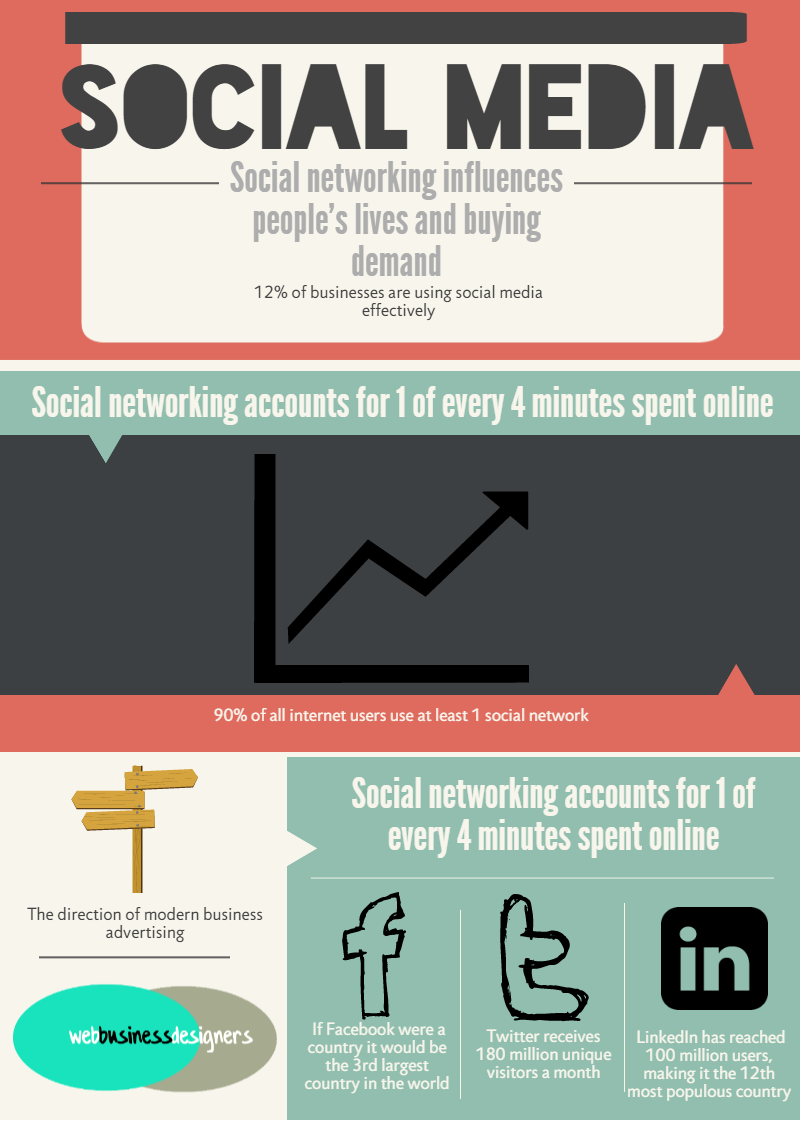 SOCIAL MEDIA
Social networking influences
people's lives and buying
demand
12% of businesses are using social media
effectively
Social networking accounts for 1 of every 4 minutes spent online
90% of all internet users use at least 1 social network
The direction of modern business
advertising
webbusinessdesigners
Social networking accounts for 1 of
every 4 minutes spent online
f
If Facebook were a
country it would be
the 3rd largest
country in the world
t
Twitter receives
180 million unique
visitors a month
in
LinkedIn has reached
100 million users,
making it the 12th
most populous country